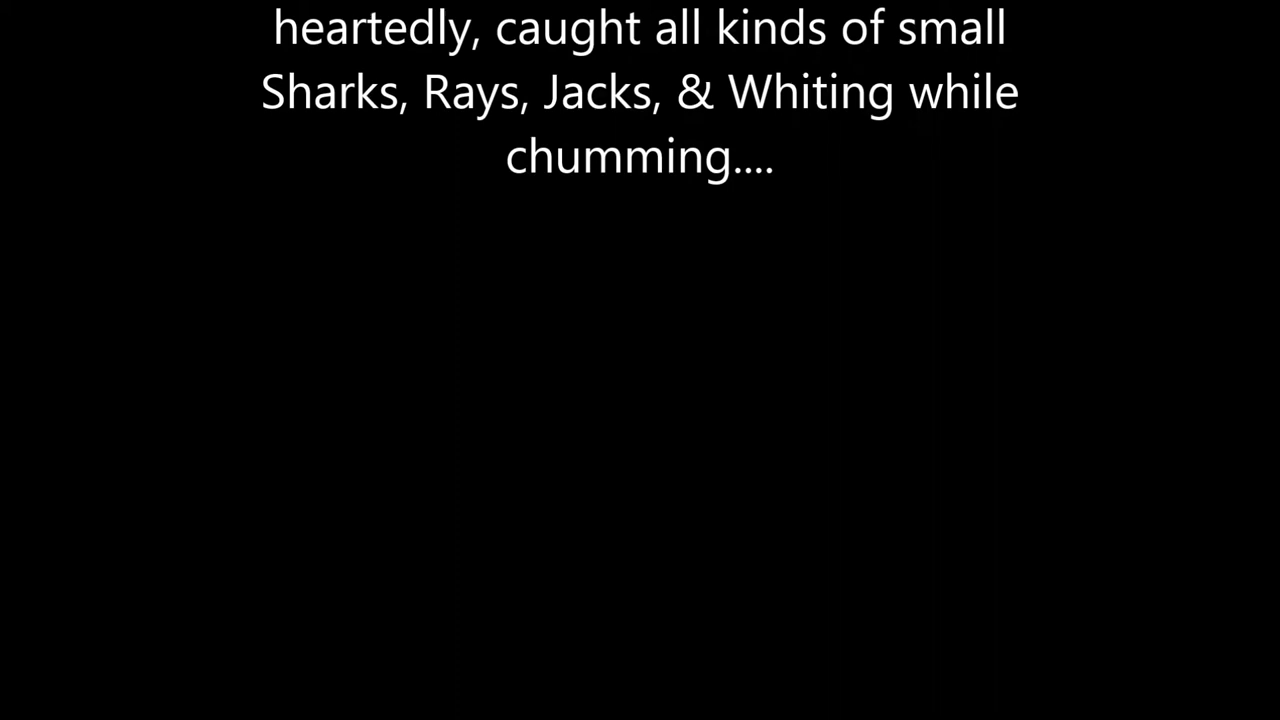 heartedly, caught all kinds of small
Sharks, Rays, Jacks, & Whiting while
chumming....